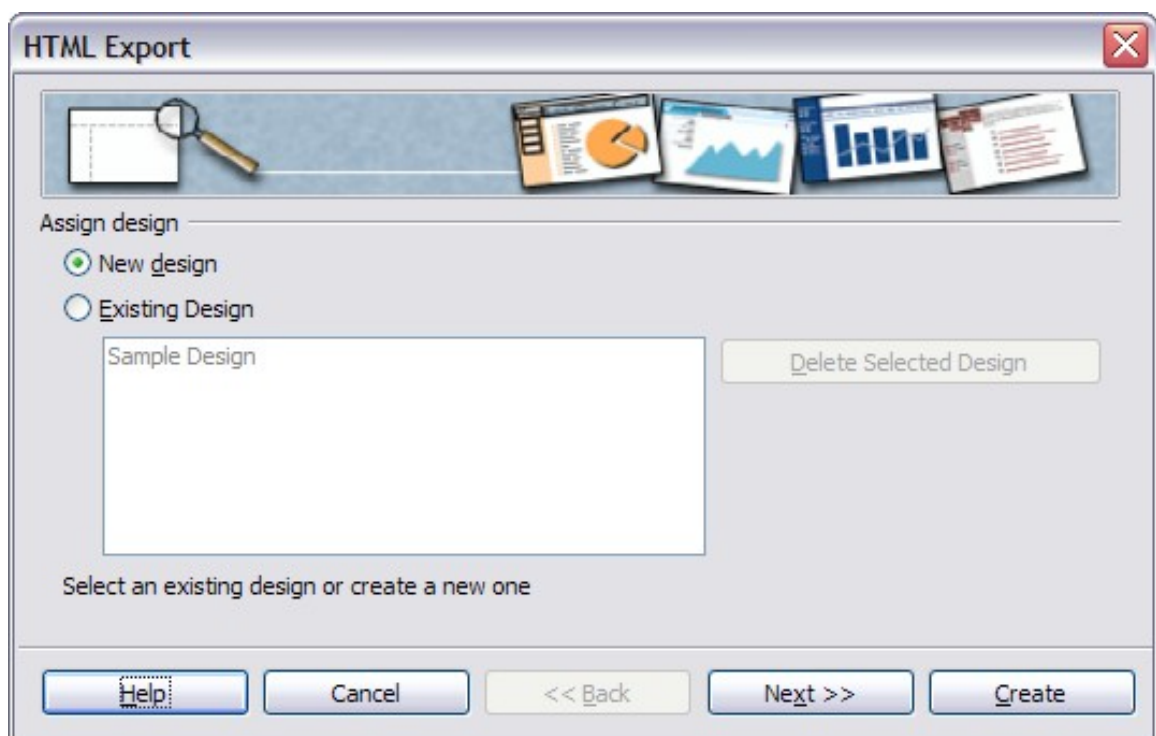 HTML Export
Assign design
New design
Existing Design
Sample Design
Delete Selected Design
Select an existing design or create a new one
Help
Cancel
<< Back
Next >>
Create